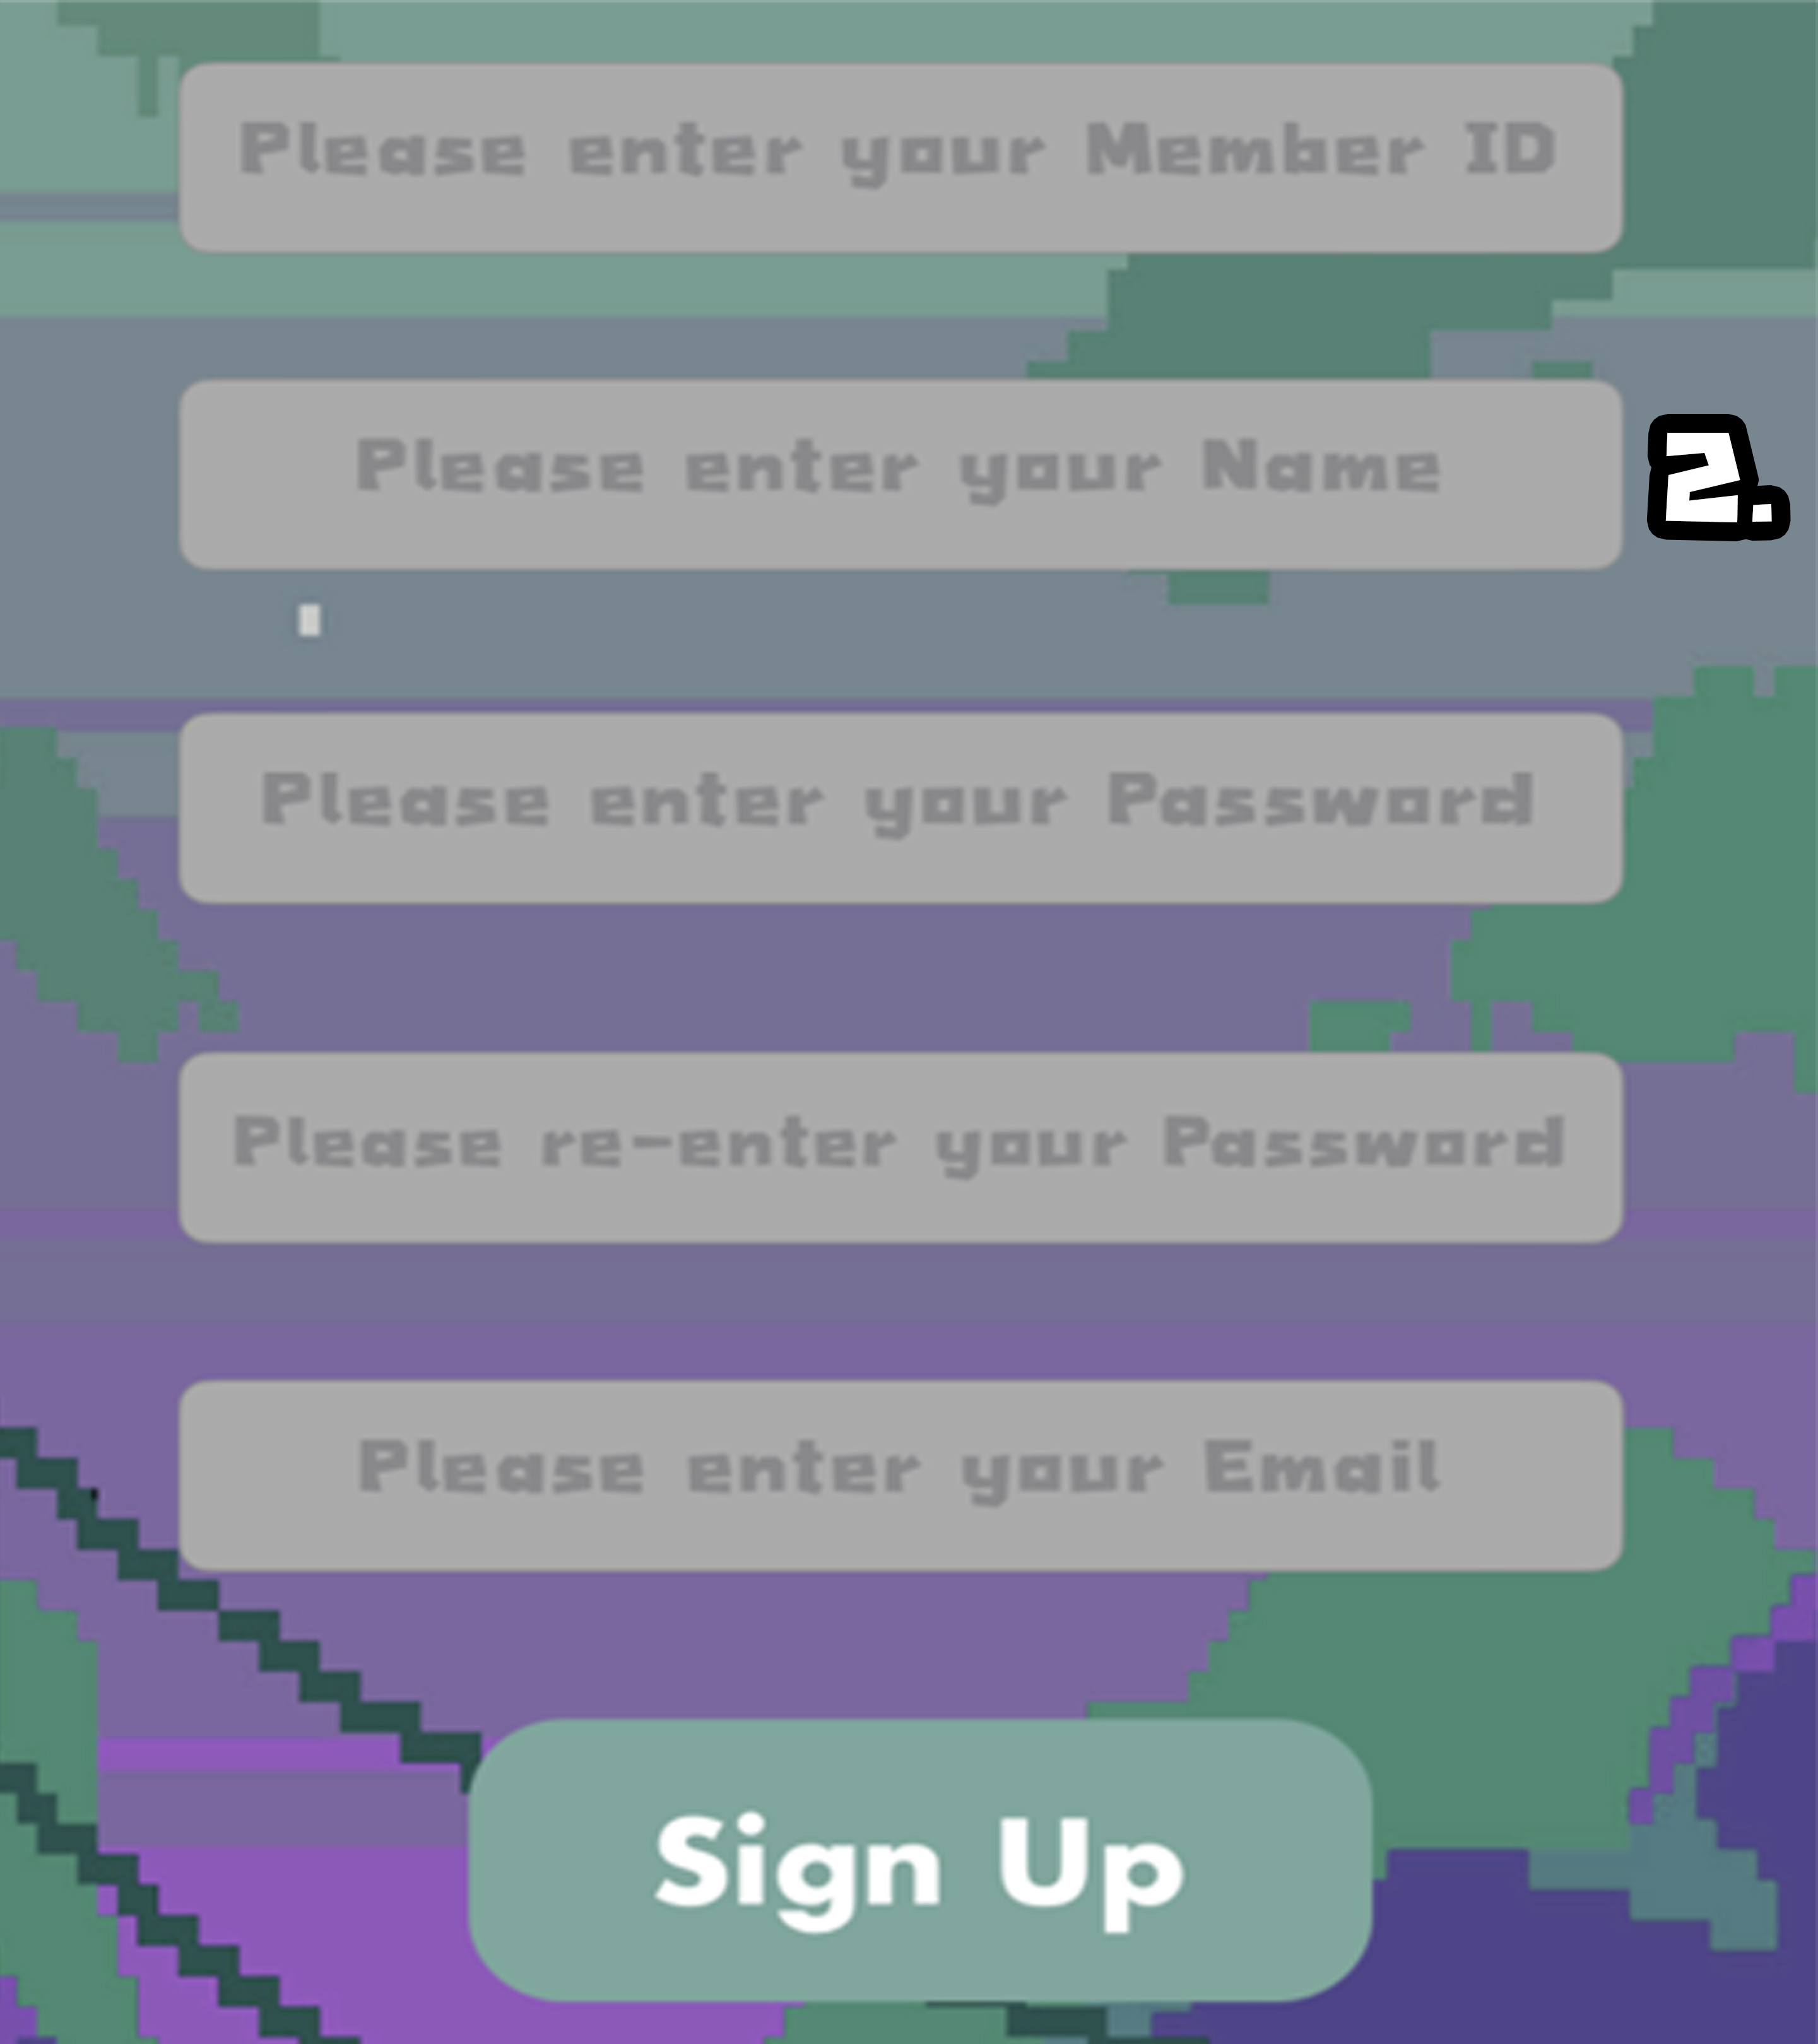 Please enter your Member ID
Please enter your Name
2.
Please enter your Password
Please re-enter your Password
Please enter your Email
Sign Up